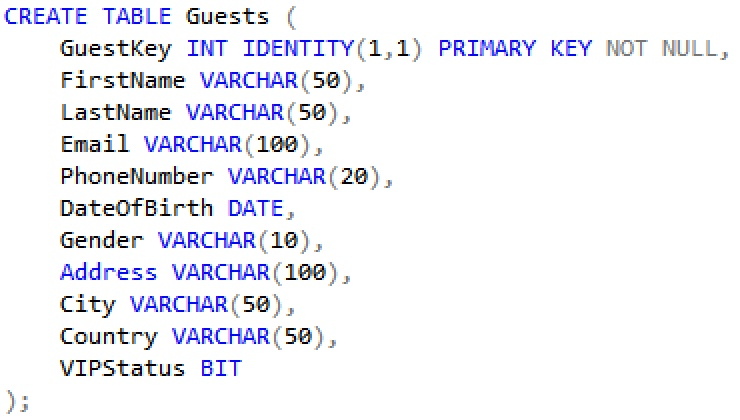 CREATE TABLE Guests (
    GuestKey INT IDENTITY(1,1) PRIMARY KEY NOT NULL,
    FirstName VARCHAR(50),
    LastName VARCHAR(50),
    Email VARCHAR(100),
    PhoneNumber VARCHAR(20),
    DateOfBirth DATE,
    Gender VARCHAR(10),
    Address VARCHAR(100),
    City VARCHAR(50),
    Country VARCHAR(50),
    VIPStatus BIT
);